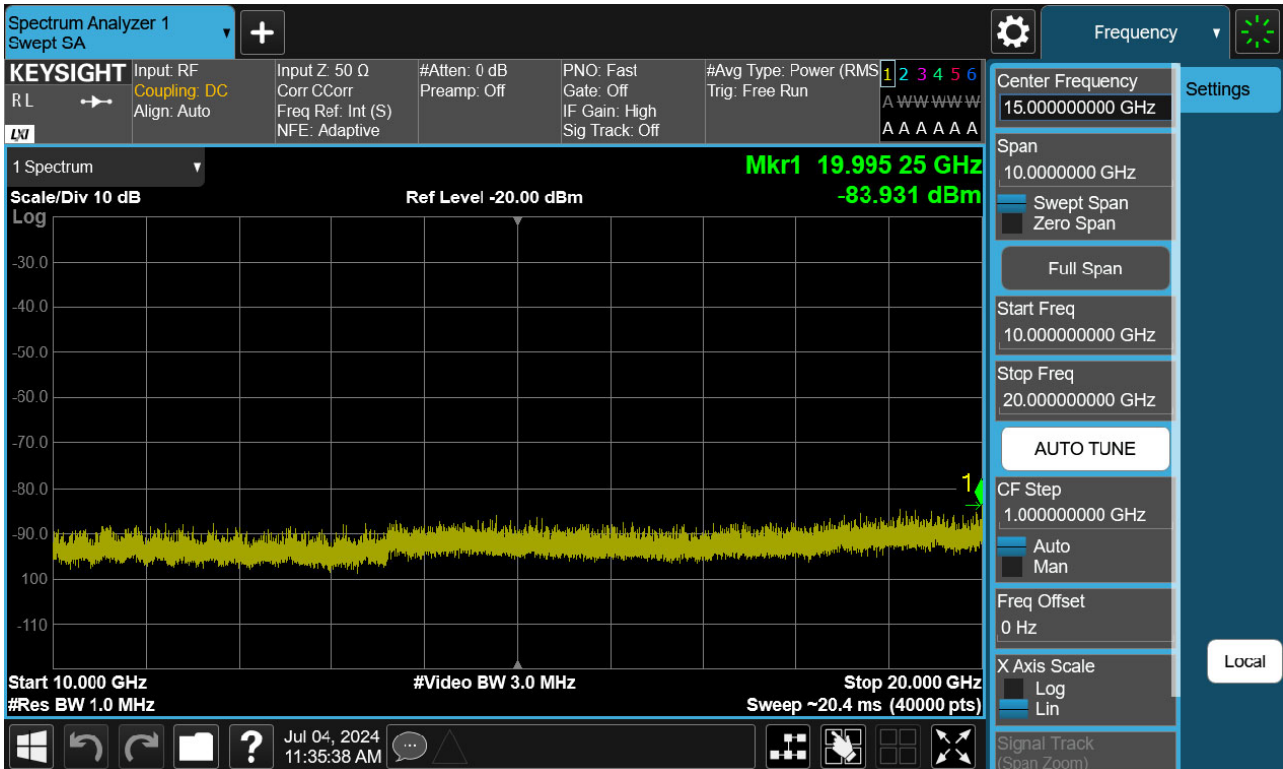 Spectrum Analyzer 1
Swept SA
Frequency
KEYSIGHT
R L
LXI
Input: RF
Coupling: DC
Align: Auto
Input Z: 50 Ω
Corr CCorr
Freq Ref: Int (S)
NFE: Adaptive
#Atten: 0 dB
Preamp: Off
PNO: Fast
Gate: Off
IF Gain: High
Sig Track: Off
#Avg Type: Power (RMS
Trig: Free Run
1 2 3 4 5 6
A W W W W W
A A A A A A
Center Frequency
15.000000000 GHz
Settings
Span
10.0000000 GHz
Swept Span
Zero Span
Full Span
Start Freq
10.000000000 GHz
Stop Freq
20.000000000 GHz
AUTO TUNE
CF Step
1.000000000 GHz
Auto
Man
Freq Offset
0 Hz
X Axis Scale
Log
Lin
Signal Track
(Span Zoom)
Local
1 Spectrum
Mkr1 19.995 25 GHz
-83.931 dBm
Scale/Div 10 dB
Ref Level -20.00 dBm
Log
-30.0
-40.0
-50.0
-60.0
-70.0
-80.0
1
-90.0
-100
-110
Start 10.000 GHz
#Video BW 3.0 MHz
Stop 20.000 GHz
#Res BW 1.0 MHz
Sweep ~20.4 ms (40000 pts)
?
Jul 04, 2024
11:35:38 AM